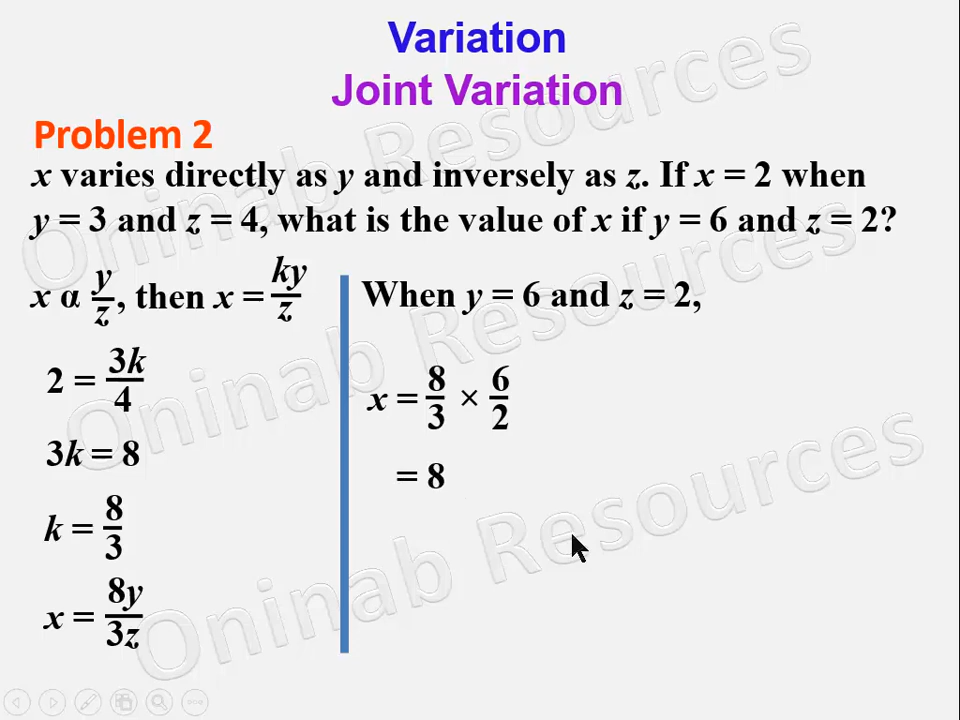 Variation
Joint Variation
Problem 2
x varies directly as y and inversely as z. If x = 2 when
y = 3 and z = 4, what is the value of x if y = 6 and z = 2?
x α y/z, then x = ky/z
2 = 3k/4
3k = 8
k = 8/3
x = 8y/3z
When y = 6 and z = 2,
x = 8/3 × 6/2
= 8
Oninab Resources
Oninab Resources
Oninab Resources